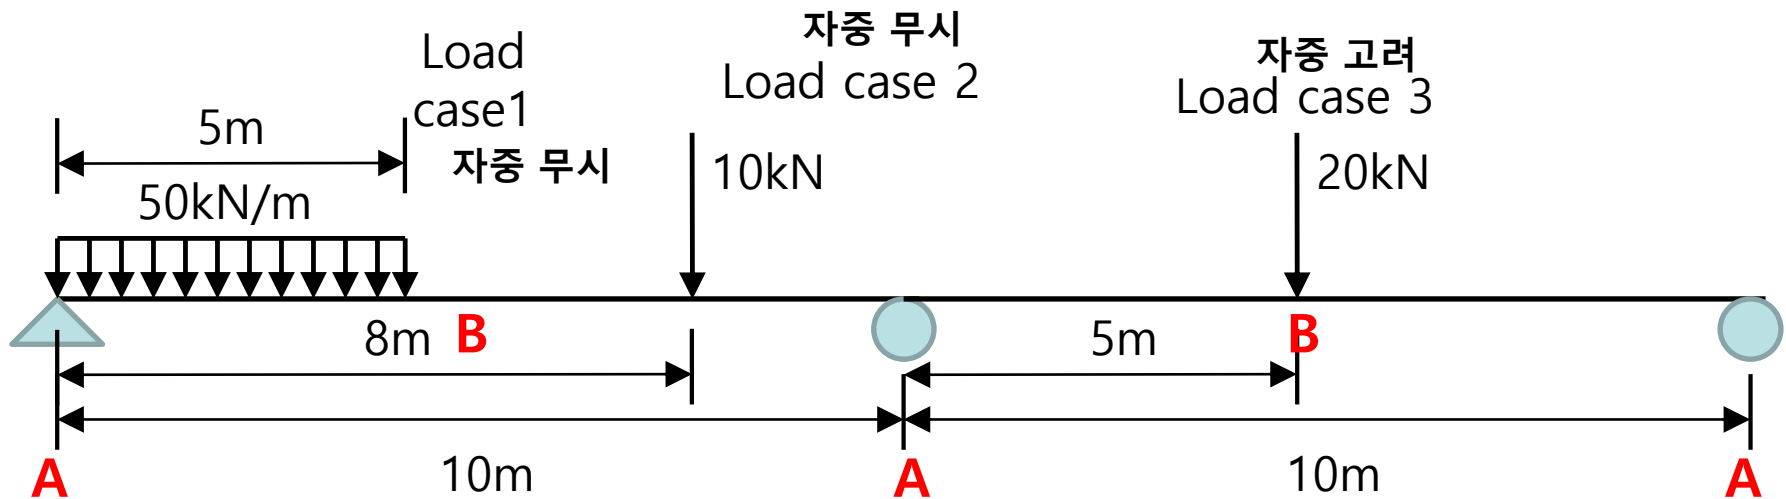 Load
case1
자중 무시
자중 무시
Load case 2
자중 고려
Load case 3
5m
50kN/m
10kN
20kN
8m
B
5m
B
A
10m
A
10m
A